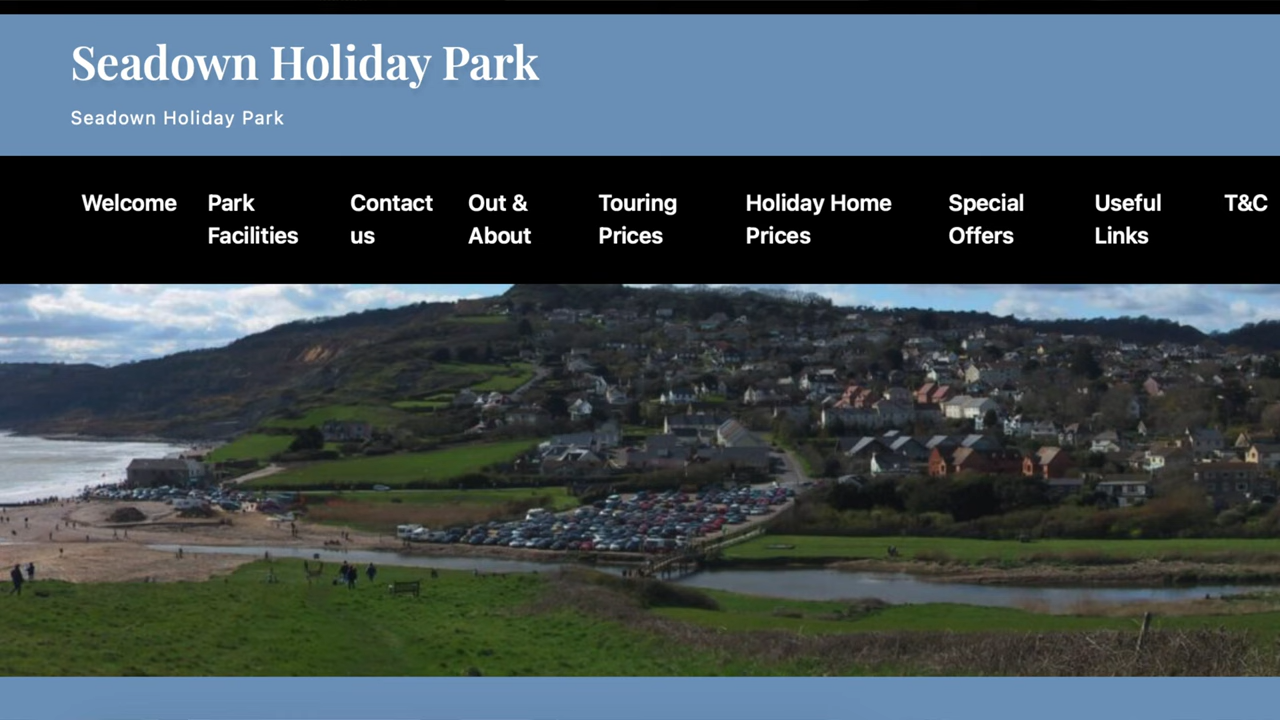 Seadown Holiday Park
Seadown Holiday Park
Welcome
Park
Facilities
Contact
us
Out &
About
Touring
Prices
Holiday Home
Prices
Special
Offers
Useful
Links
T&C